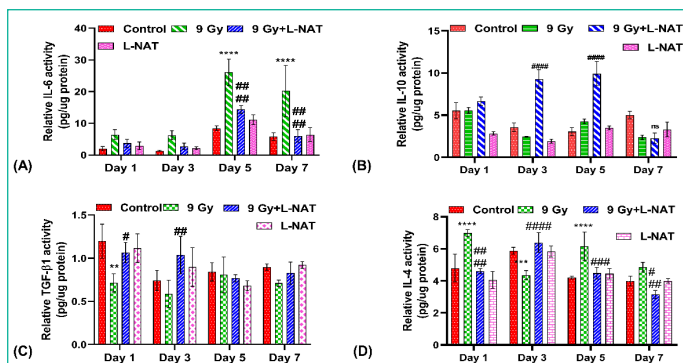 Control 9 Gy 9 Gy+L-NAT
L-NAT
Relative IL-6 activity
(pg/ug protein)
60
40
20
0
****
##
##
****
##
##
Day 1 Day 3 Day 5 Day 7
(A)
Control 9 Gy 9 Gy+L-NAT L-NAT
Relative IL-10 activity
(pg/ug protein)
15
10
5
0
####
####
ns
Day 1 Day 3 Day 5 Day 7
(B)
Control 9 Gy 9 Gy+L-NAT
L-NAT
Relative TGF-β1 activity
(pg/ug protein)
1.5
1.0
0.5
0.0
**
#
##
Day 1 Day 3 Day 5 Day 7
(C)
Control 9 Gy 9 Gy+L-NAT
L-NAT
Relative IL-4 activity
(pg/ug protein)
8
6
4
2
0
****
##
##
**
####
****
###
#
##
Day 1 Day 3 Day 5 Day 7
(D)